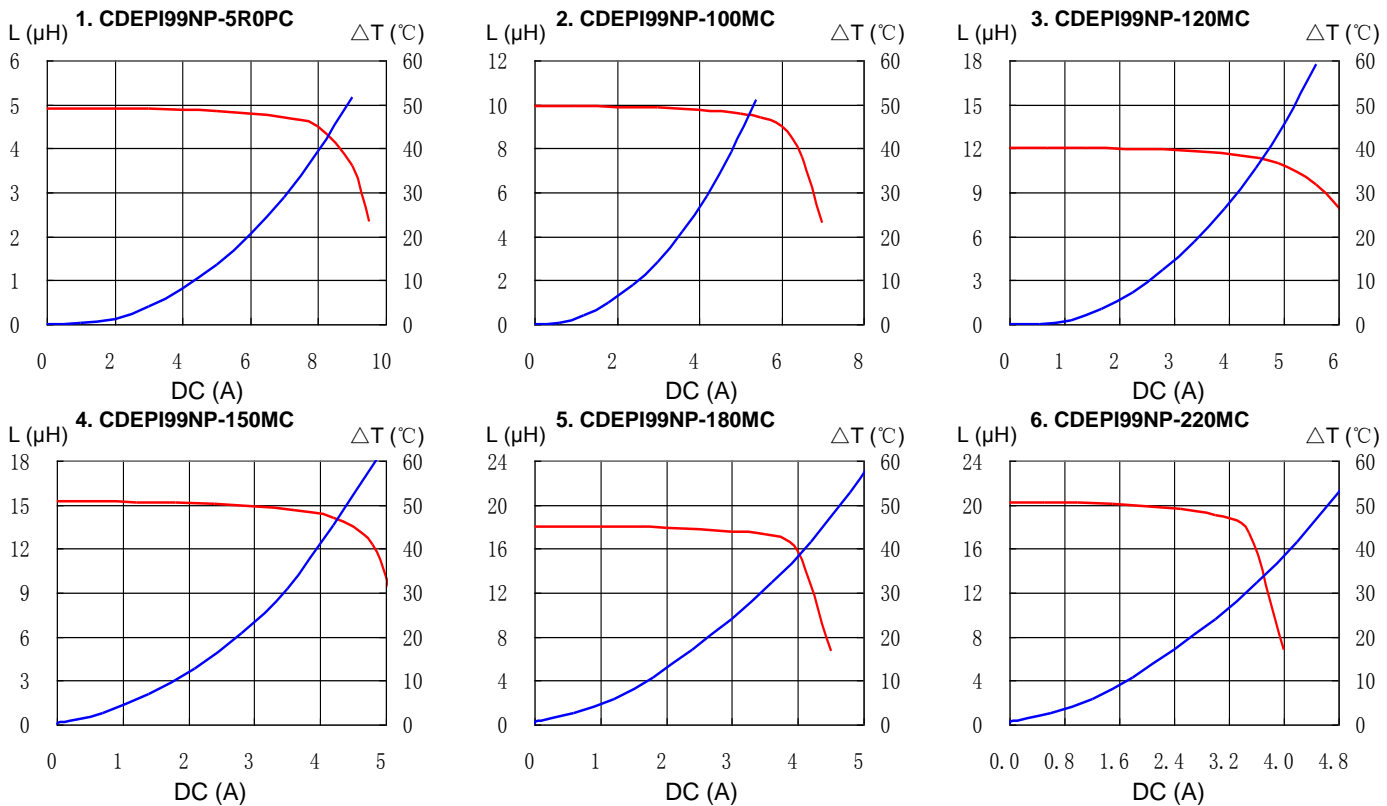 1. CDEPI99NP-5R0PC
L (μH)
△T (℃)
6
5
4
3
2
1
0
60
50
40
30
20
10
0
0 2 4 6 8 10
DC (A)
2. CDEPI99NP-100MC
L (μH)
△T (℃)
12
10
8
6
4
2
0
60
50
40
30
20
10
0
0 2 4 6 8
DC (A)
3. CDEPI99NP-120MC
L (μH)
△T (℃)
18
15
12
9
6
3
0
60
50
40
30
20
10
0
0 1 2 3 4 5 6
DC (A)
4. CDEPI99NP-150MC
L (μH)
△T (℃)
18
15
12
9
6
3
0
60
50
40
30
20
10
0
0 1 2 3 4 5
DC (A)
5. CDEPI99NP-180MC
L (μH)
△T (℃)
24
20
16
12
8
4
0
60
50
40
30
20
10
0
0 1 2 3 4 5
DC (A)
6. CDEPI99NP-220MC
L (μH)
△T (℃)
24
20
16
12
8
4
0
60
50
40
30
20
10
0
0.0 0.8 1.6 2.4 3.2 4.0 4.8
DC (A)